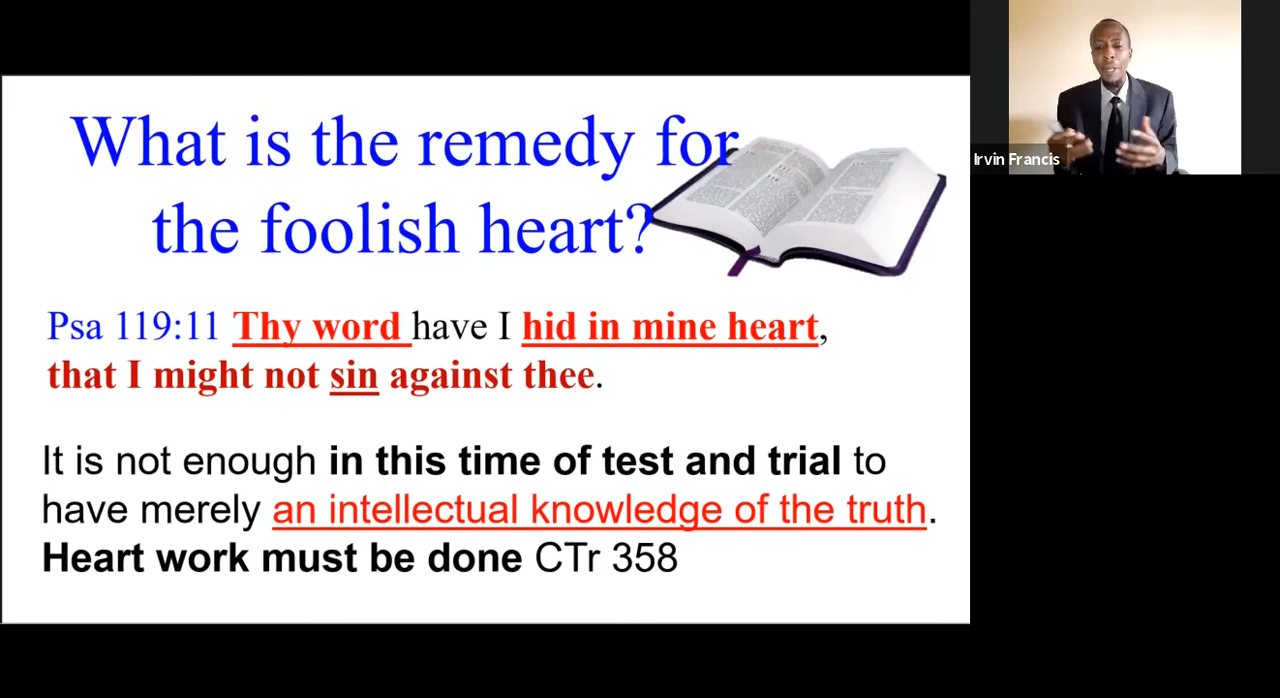 What is the remedy for
the foolish heart?
Psa 119:11 Thy word have I hid in mine heart,
that I might not sin against thee.
It is not enough in this time of test and trial to
have merely an intellectual knowledge of the truth.
Heart work must be done CTr 358
Irvin Francis